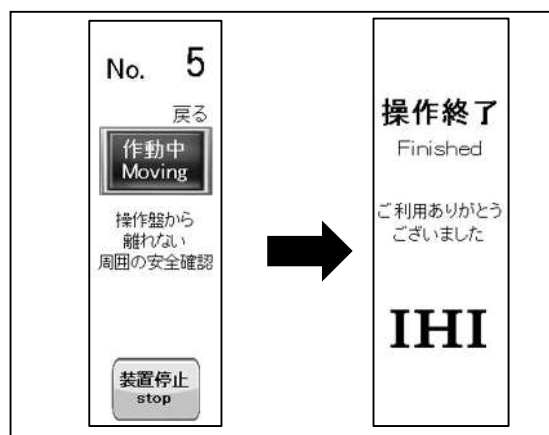 No. 5
戻る
作動中
Moving
操作盤から
離れない
周囲の安全確認
装置停止
stop
操作終了
Finished
ご利用ありがとう
ございました
IHI